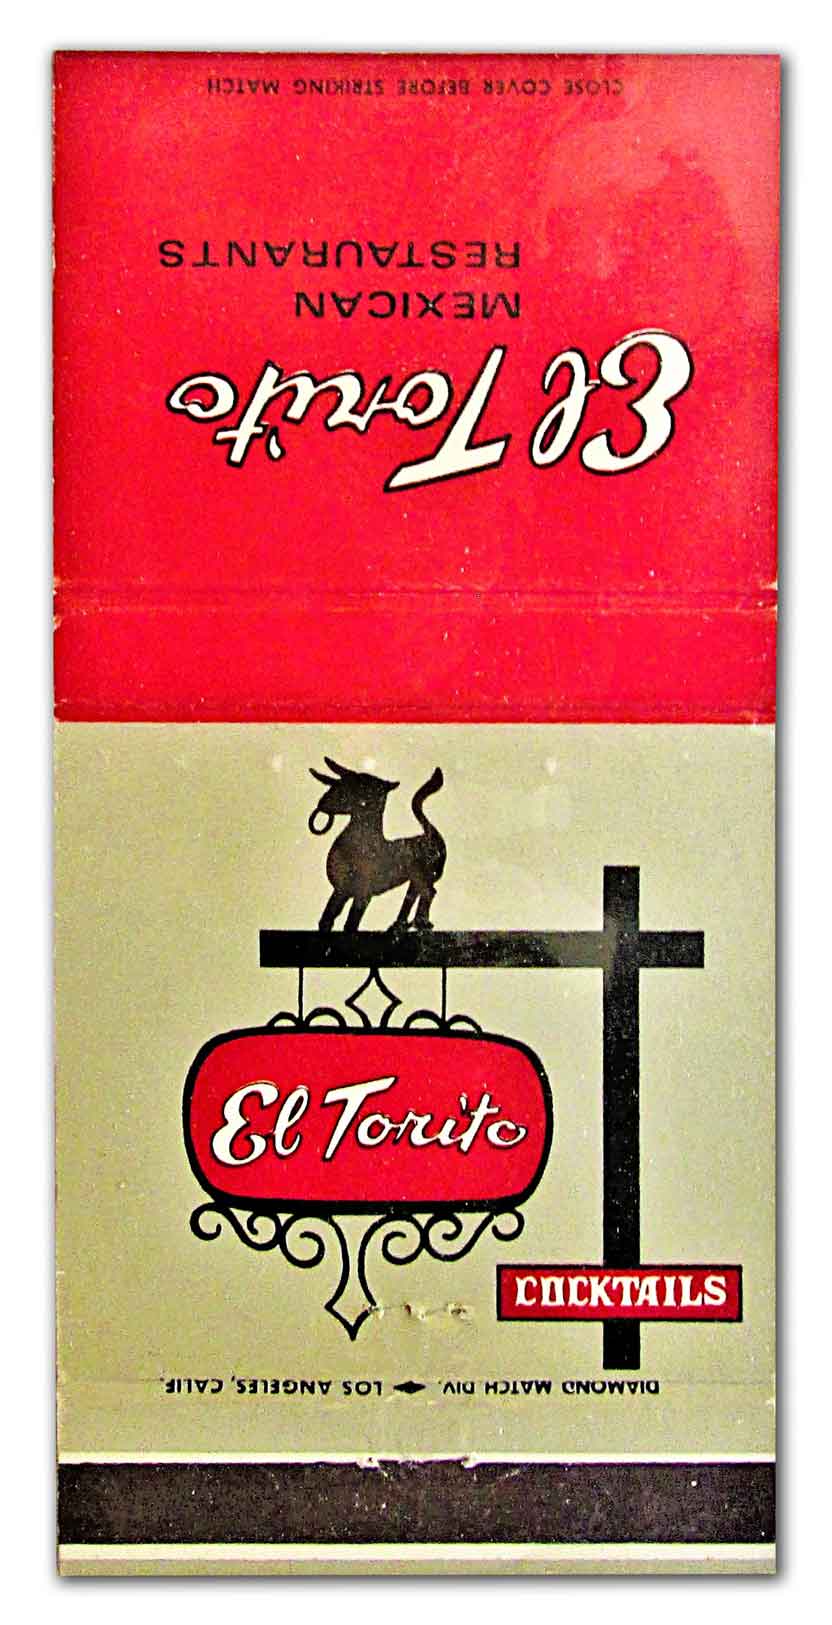 CLOSE COVER BEFORE STRIKING MATCH
El Torito
MEXICAN
RESTAURANTS
El Torito
COCKTAILS
DIAMOND MATCH DIV. LOS ANGELES, CALIF.